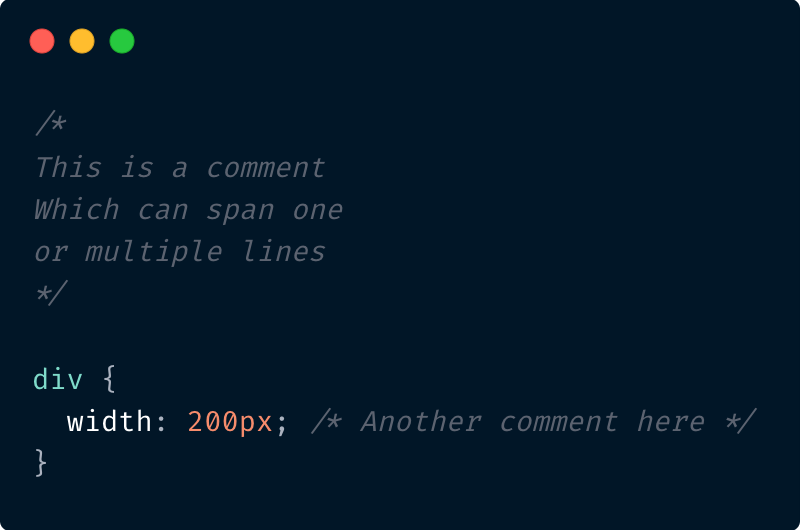 /*
This is a comment
Which can span one
or multiple lines
*/
div {
  width: 200px; /* Another comment here */
}